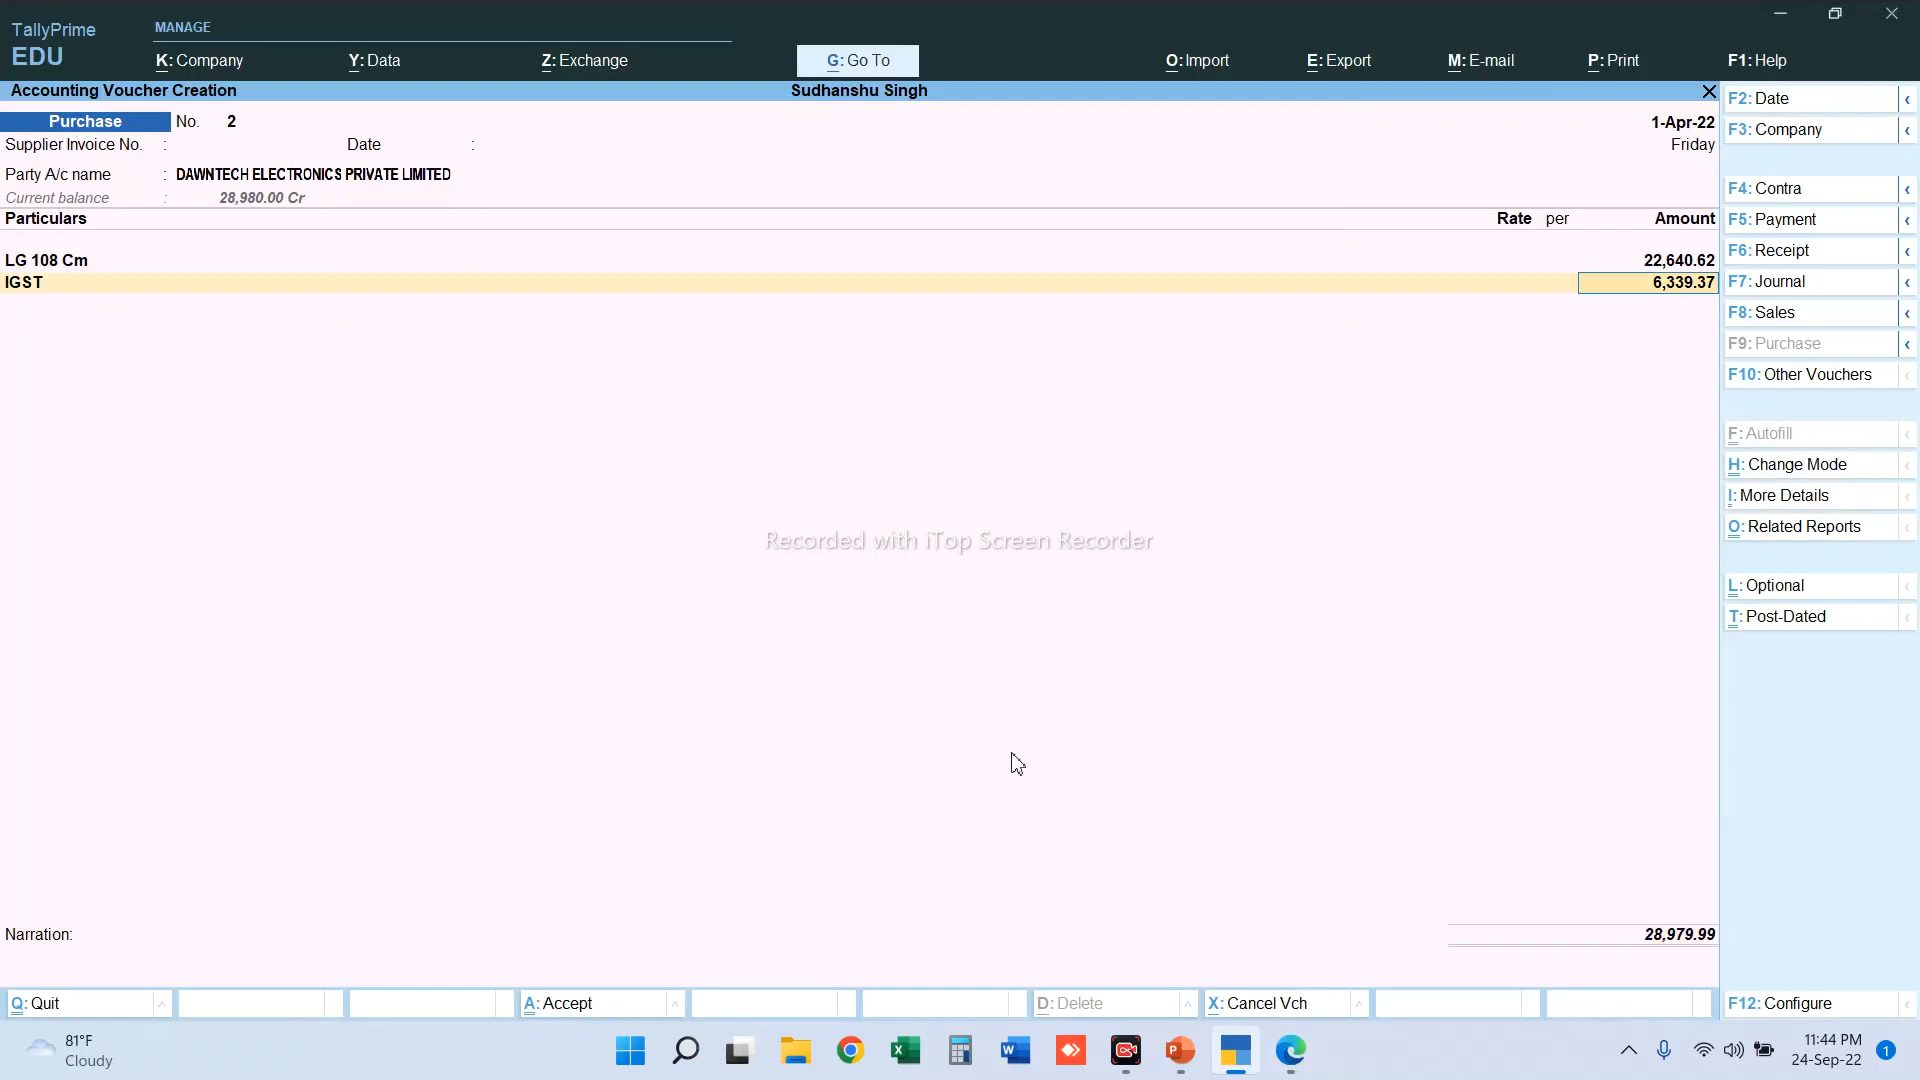 TallyPrime
EDU
MANAGE
K: Company
Y: Data
Z: Exchange
G: Go To
O: Import
E: Export
M: E-mail
P: Print
F1: Help
Accounting Voucher Creation
Sudhanshu Singh
Purchase No. 2
1-Apr-22
Supplier Invoice No. :
Date :
Friday
Party A/c name : DAWNTECH ELECTRONICS PRIVATE LIMITED
Current balance : 28,980.00 Cr
Particulars
Rate per
Amount
LG 108 Cm 22,640.62
IGST 6,339.37
Recorded with iTop Screen Recorder
Narration:
28,979.99
F2: Date
F3: Company
F4: Contra
F5: Payment
F6: Receipt
F7: Journal
F8: Sales
F9: Purchase
F10: Other Vouchers
F: Autofill
H: Change Mode
I: More Details
O: Related Reports
L: Optional
T: Post-Dated
Q: Quit
A: Accept
D: Delete
X: Cancel Vch
F12: Configure
81°F
Cloudy
11:44 PM
24-Sep-22
1